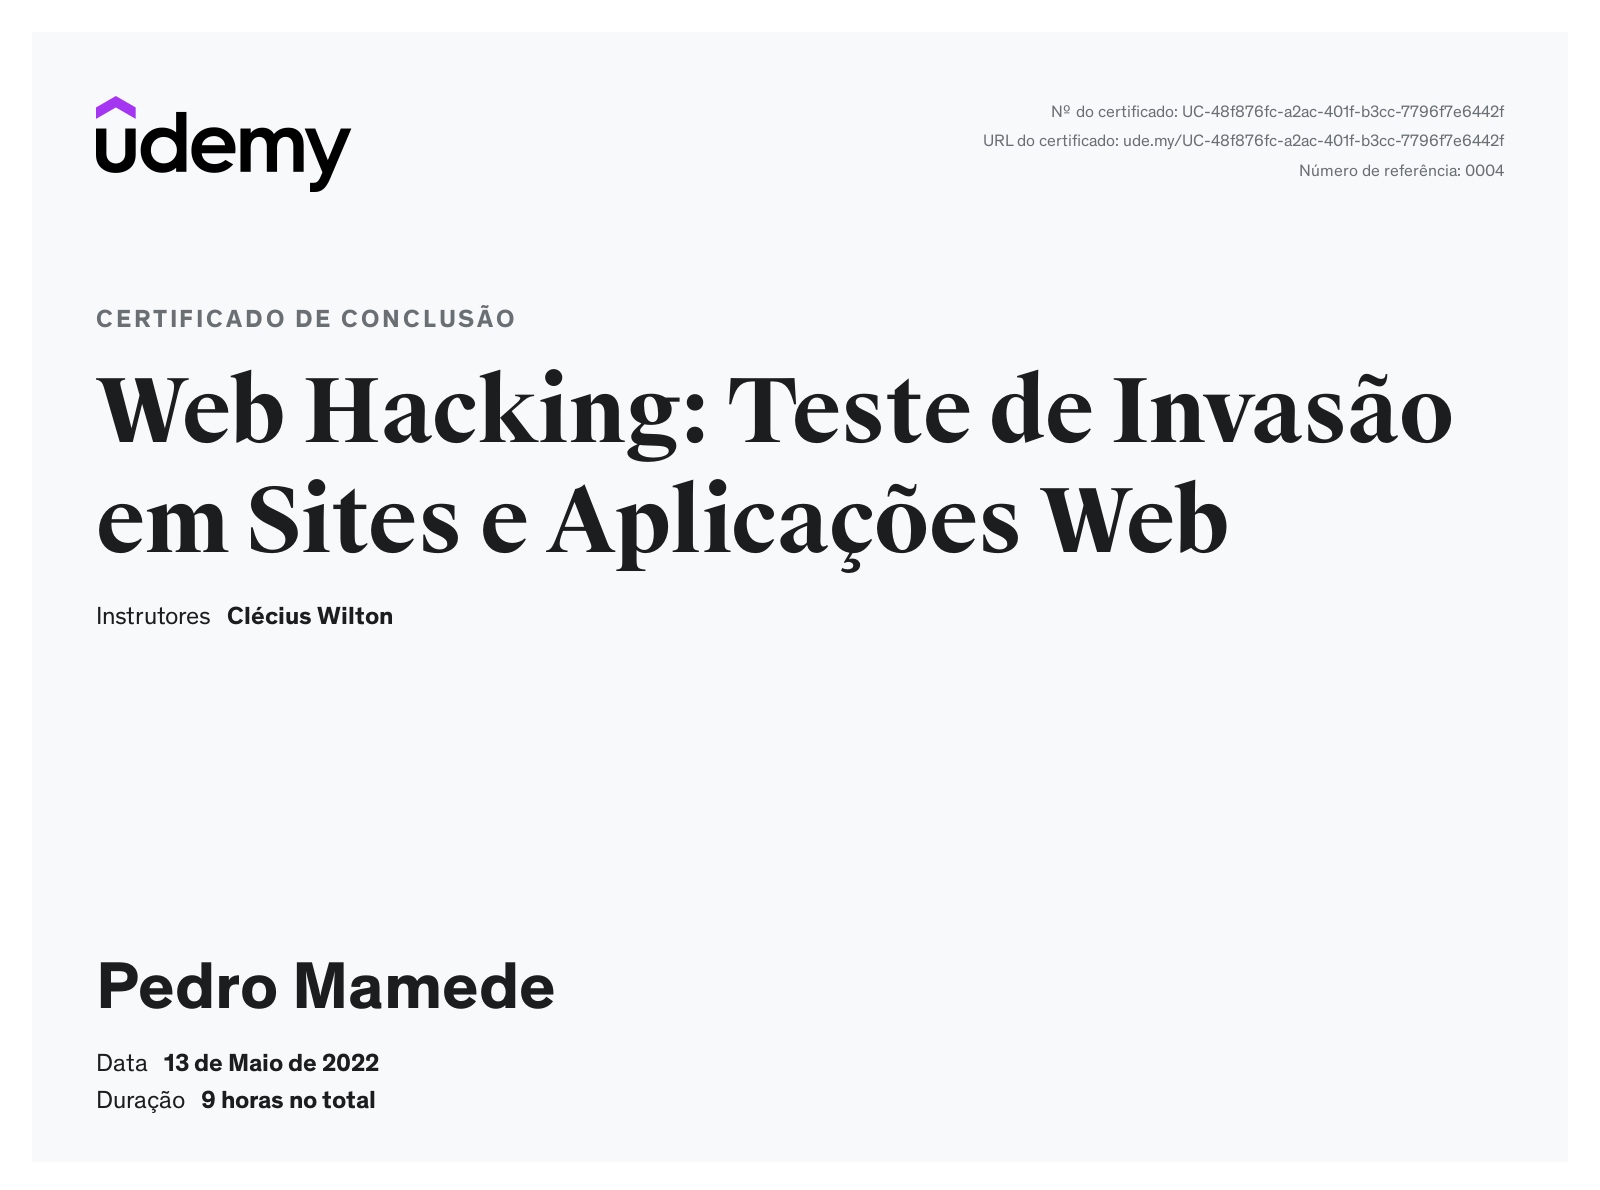 udemy
Nº do certificado: UC-48f876fc-a2ac-401f-b3cc-7796f7e6442f
URL do certificado: ude.my/UC-48f876fc-a2ac-401f-b3cc-7796f7e6442f
Número de referência: 0004
CERTIFICADO DE CONCLUSÃO
Web Hacking: Teste de Invasão
em Sites e Aplicações Web
Instrutores Clécius Wilton
Pedro Mamede
Data 13 de Maio de 2022
Duração 9 horas no total